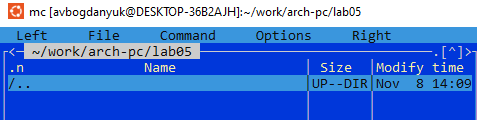 mc [avbogdanyuk@DESKTOP-36B2AJH]:~/work/arch-pc/lab05
Left File Command Options Right
<- ~/work/arch-pc/lab05 .[^]>
.n Name Size Modify time
/.. UP--DIR Nov 8 14:09